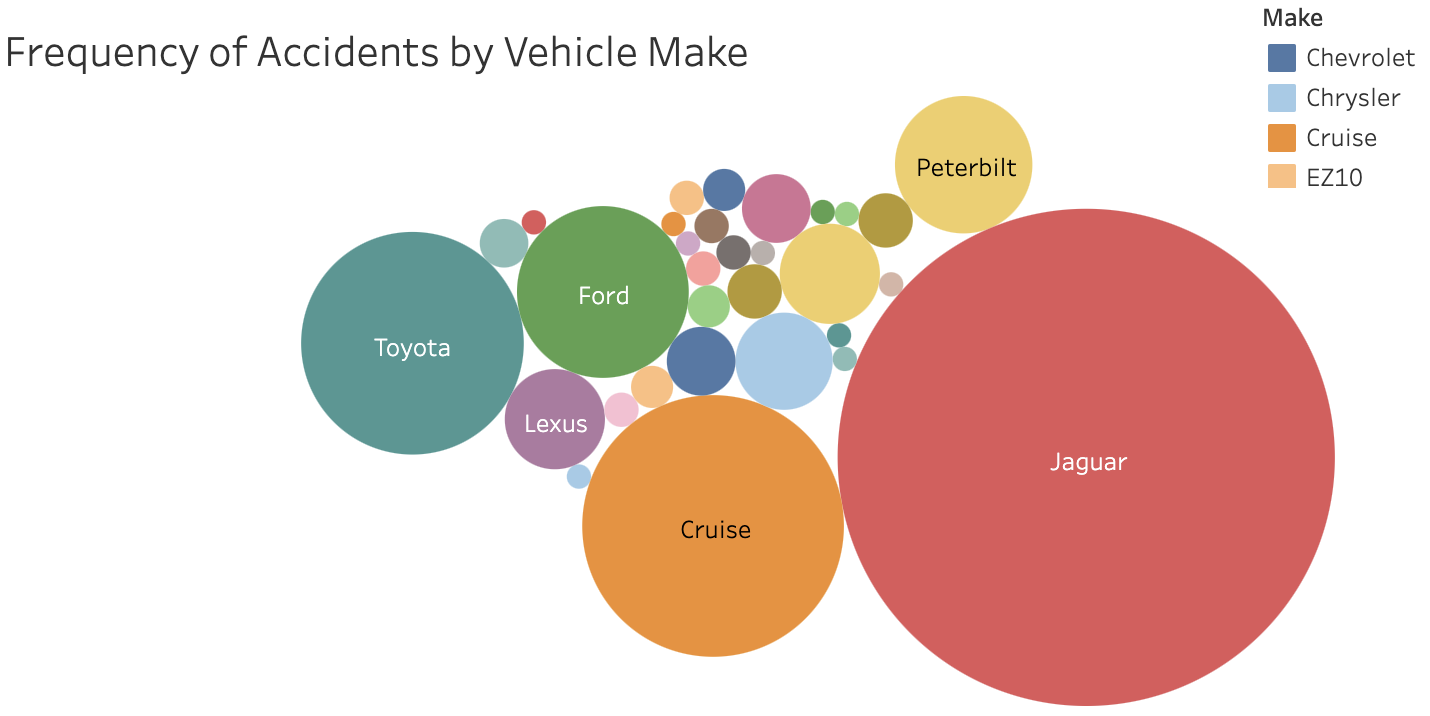 Frequency of Accidents by Vehicle Make
Make
Chevrolet
Chrysler
Cruise
EZ10
Peterbilt
Ford
Toyota
Lexus
Jaguar
Cruise